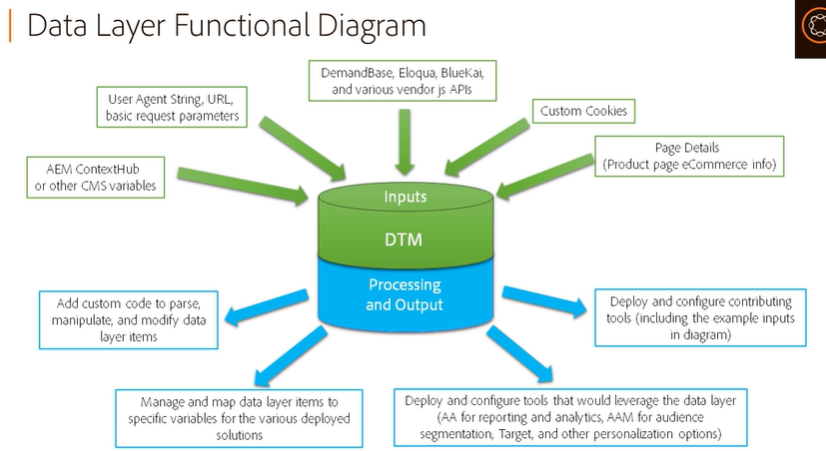 Data Layer Functional Diagram
DemandBase, Eloqua, BlueKai,
and various vendor js APIs
User Agent String, URL,
basic request parameters
Custom Cookies
Page Details
(Product page eCommerce info)
AEM ContextHub
or other CMS variables
Inputs
DTM
Processing
and Output
Add custom code to parse,
manipulate, and modify data
layer items
Deploy and configure contributing
tools (including the example inputs
in diagram)
Manage and map data layer items to
specific variables for the various deployed
solutions
Deploy and configure tools that would leverage the data layer
(AA for reporting and analytics, AAM for audience
segmentation, Target, and other personalization options)